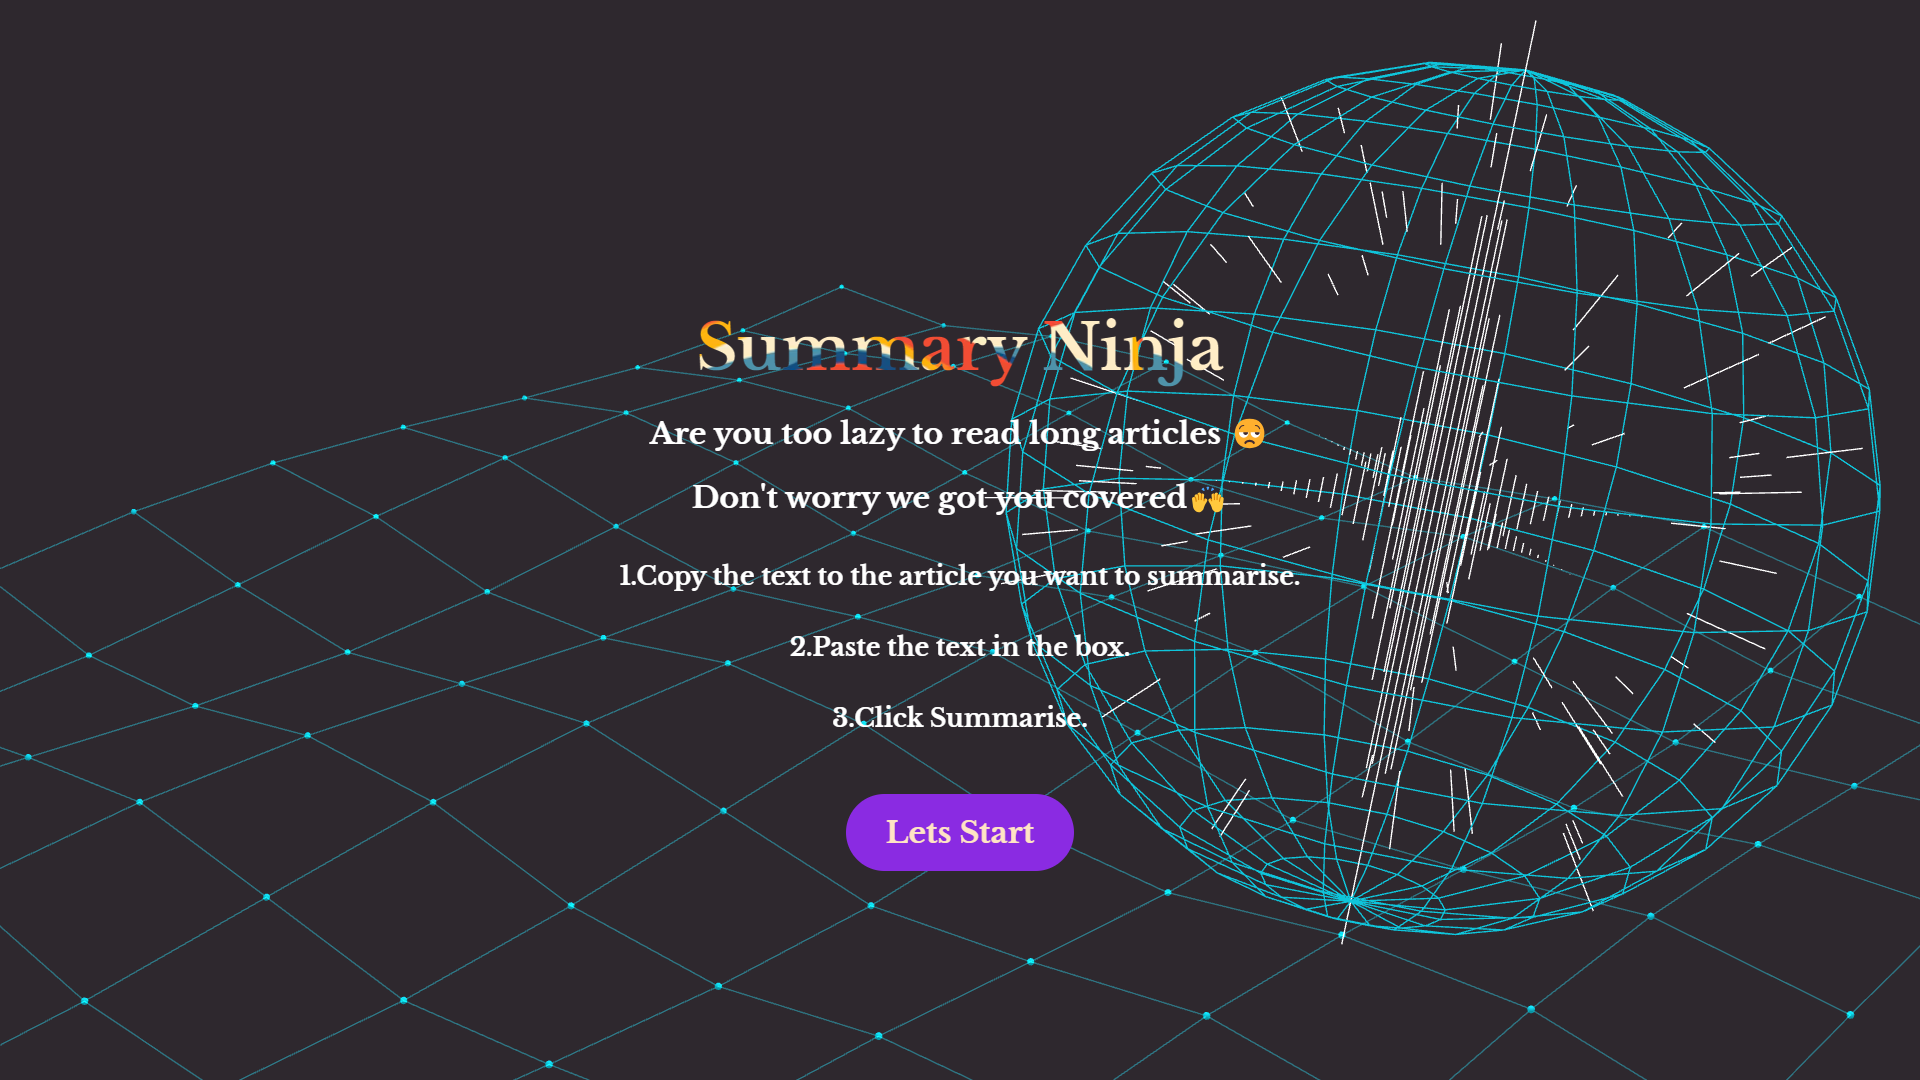 Summary Ninja
Are you too lazy to read long articles 😩
Don't worry we got you covered🙌
1.Copy the text to the article you want to summarise.
2.Paste the text in the box.
3.Click Summarise.
Lets Start